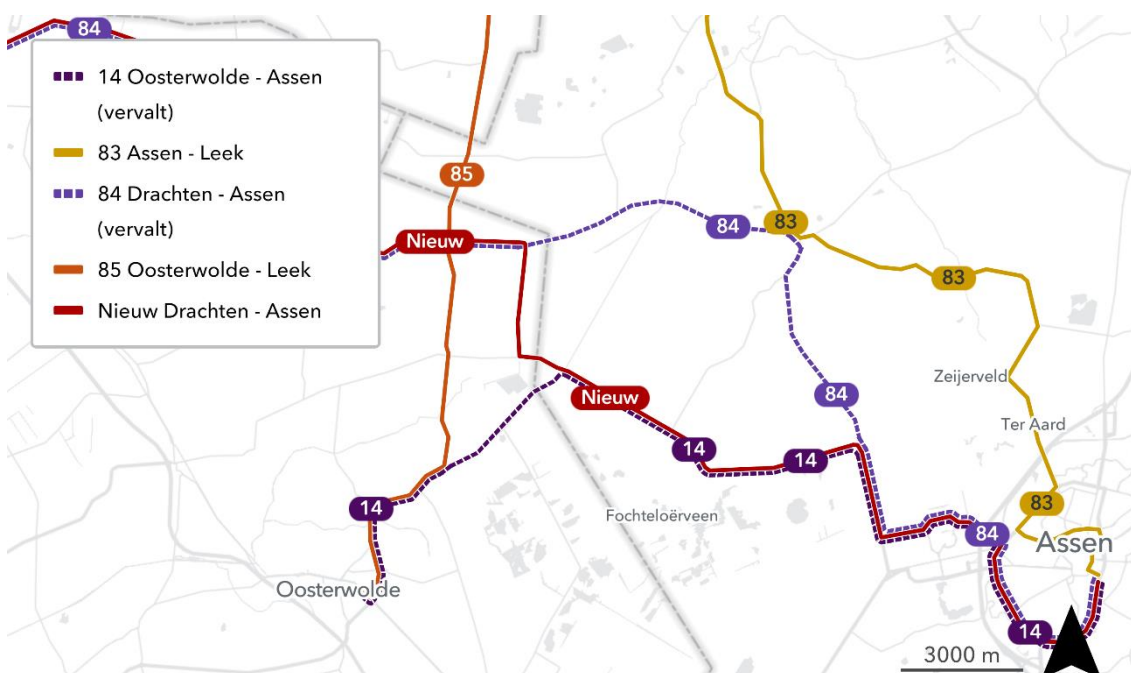 84
14 Oosterwolde - Assen
(vervalt)
83 Assen - Leek
84 Drachten - Assen
(vervalt)
85 Oosterwolde - Leek
Nieuw Drachten - Assen
85
84
83
Nieuw
83
Zeijerveld
84
Nieuw
Ter Aard
14
14
83
14
Fochteloërveen
84
Assen
Oosterwolde
14
3000 m